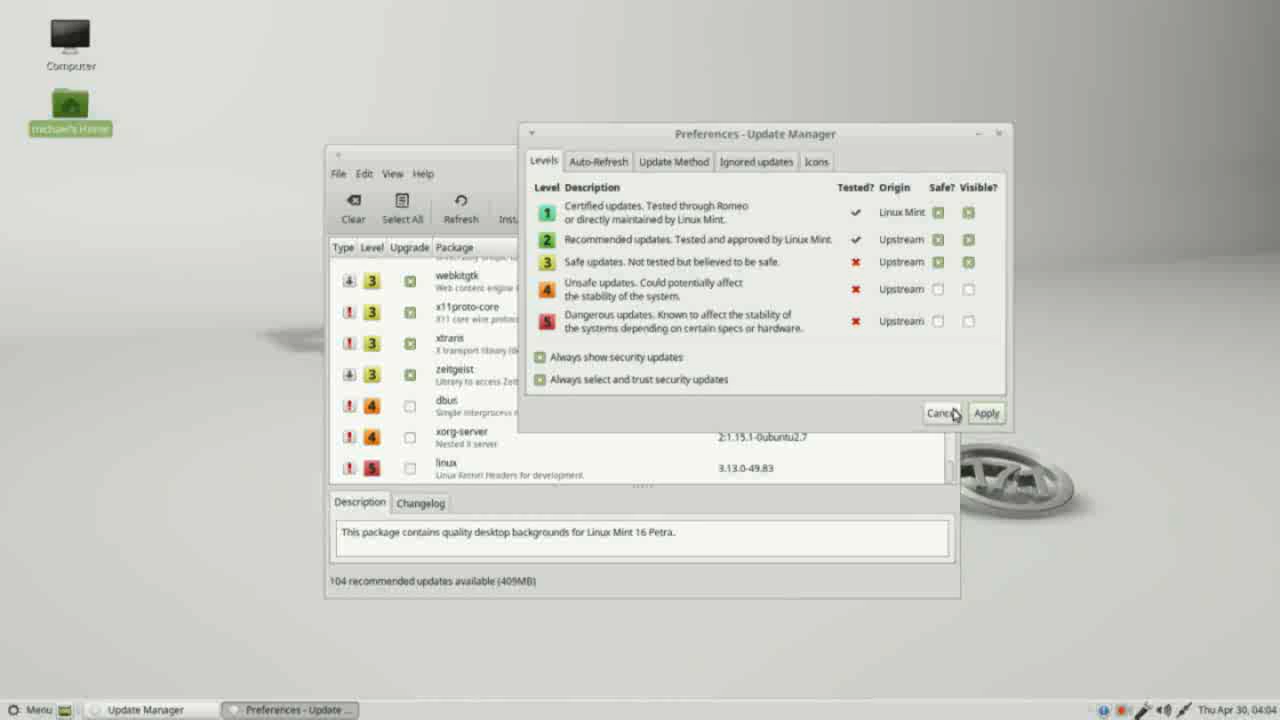 Computer
michael's Home
Preferences - Update Manager
File Edit View Help
Levels Auto-Refresh Update Method Ignored updates Icons
Level Description Tested? Origin Safe? Visible?
Clear Select All Refresh
1 Certified updates. Tested through Romeo
or directly maintained by Linux Mint. Linux Mint
2 Recommended updates. Tested and approved by Linux Mint. Upstream
3 Safe updates. Not tested but believed to be safe. Upstream
4 Unsafe updates. Could potentially affect
the stability of the system. Upstream
5 Dangerous updates. Known to affect the stability of
the systems depending on certain specs or hardware. Upstream
Always show security updates
Always select and trust security updates
Apply
Type Level Upgrade Package
3 webkitgtk
Web content engine
3 x11proto-core
X11 core wire
3 xtrans
X transport library
3 zeitgeist
Library to access
4 dbus
Simple interprocess
4 xorg-server 2:1.15.1-0ubuntu2.7
Nested X server
5 linux 3.13.0-49.83
Linux Kernel Headers for development.
Description Changelog
This package contains quality desktop backgrounds for Linux Mint 16 Petra.
104 recommended updates available (409MB)
17.1
Menu Update Manager Preferences - Update ... Thu Apr 30, 04:04